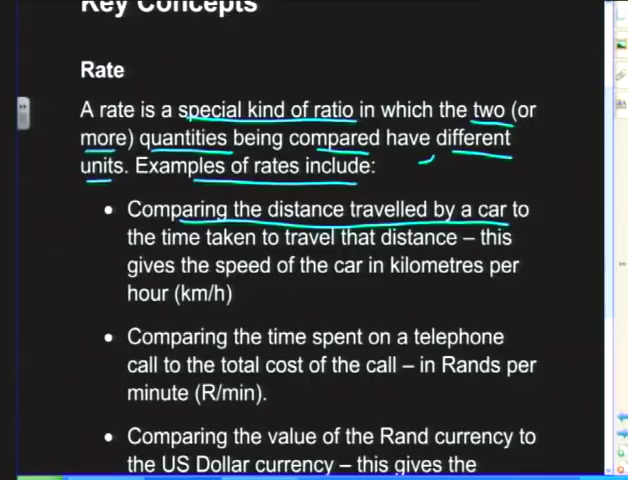 Key Concepts
Rate
A rate is a special kind of ratio in which the two (or
more) quantities being compared have different
units. Examples of rates include:
• Comparing the distance travelled by a car to
the time taken to travel that distance – this
gives the speed of the car in kilometres per
hour (km/h)
• Comparing the time spent on a telephone
call to the total cost of the call – in Rands per
minute (R/min).
• Comparing the value of the Rand currency to
the US Dollar currency – this gives the